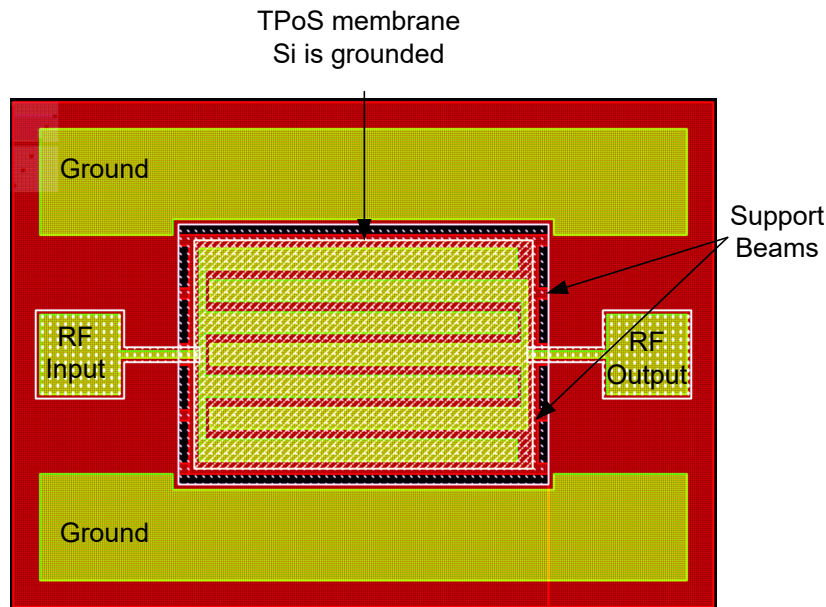 TPoS membrane
Si is grounded
Ground
Support
Beams
RF
Input
RF
Output
Ground